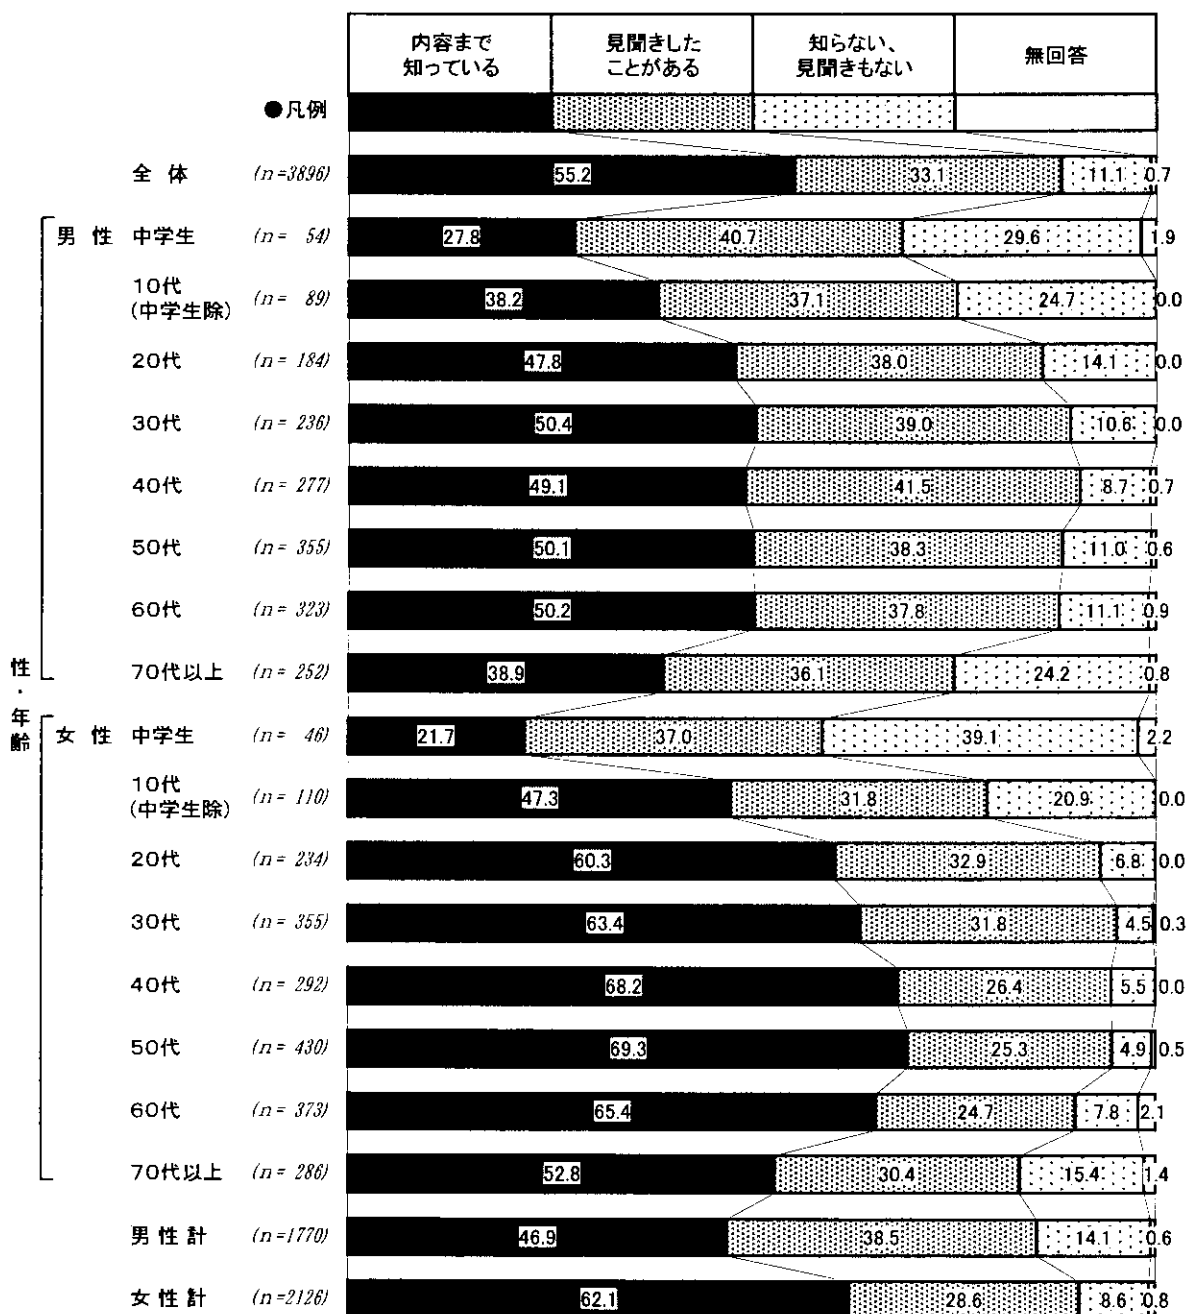 内容まで
知っている
見聞きした
ことがある
知らない、
見聞きもない
無回答
●凡例
全体 (n=3896) 55.2 33.1 11.1 0.7
性・年齢
男性 中学生 (n= 54) 27.8 40.7 29.6 1.9
10代
(中学生除) (n= 89) 38.2 37.1 24.7 0.0
20代 (n= 184) 47.8 38.0 14.1 0.0
30代 (n= 236) 50.4 39.0 10.6 0.0
40代 (n= 277) 49.1 41.5 8.7 0.7
50代 (n= 355) 50.1 38.3 11.0 0.6
60代 (n= 323) 50.2 37.8 11.1 0.9
70代以上 (n= 252) 38.9 36.1 24.2 0.8
女性 中学生 (n= 46) 21.7 37.0 39.1 2.2
10代
(中学生除) (n= 110) 47.3 31.8 20.9 0.0
20代 (n= 234) 60.3 32.9 6.8 0.0
30代 (n= 355) 63.4 31.8 4.5 0.3
40代 (n= 292) 68.2 26.4 5.5 0.0
50代 (n= 430) 69.3 25.3 4.9 0.5
60代 (n= 373) 65.4 24.7 7.8 2.1
70代以上 (n= 286) 52.8 30.4 15.4 1.4
男性計 (n=1770) 46.9 38.5 14.1 0.6
女性計 (n=2126) 62.1 28.6 8.6 0.8